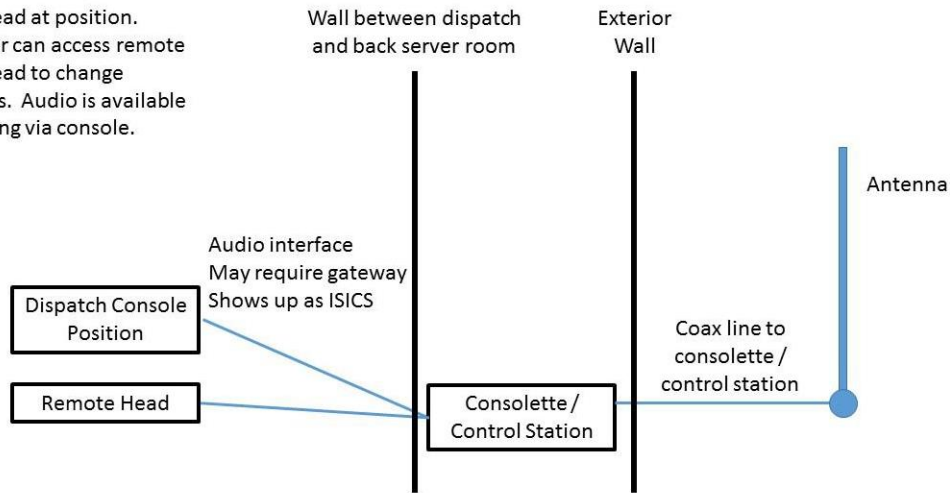 ead at position.
r can access remote
ead to change
s. Audio is available
ng via console.
Wall between dispatch
and back server room
Exterior
Wall
Antenna
Audio interface
May require gateway
Shows up as ISICS
Dispatch Console
Position
Remote Head
Consolette /
Control Station
Coax line to
consolette /
control station